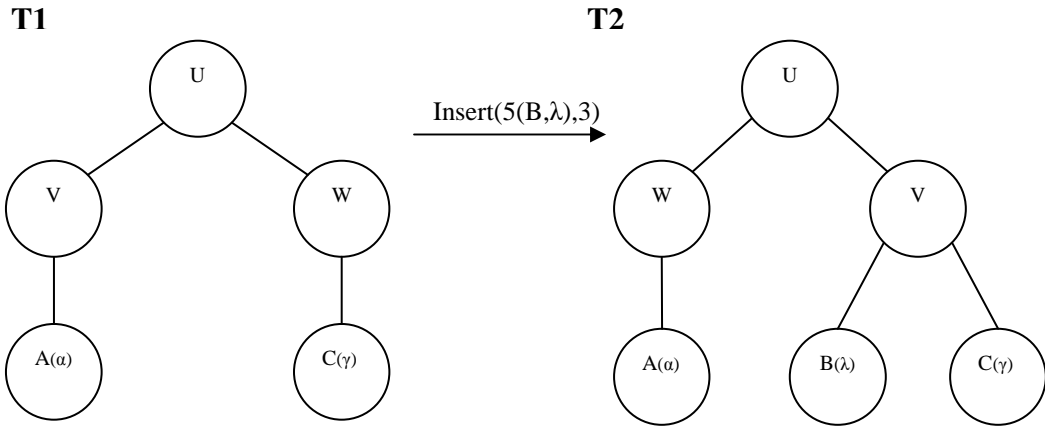 T1 T2
U U
Insert(5(B,λ),3)
V W W V
A(α) C(γ) A(α) B(λ) C(γ)